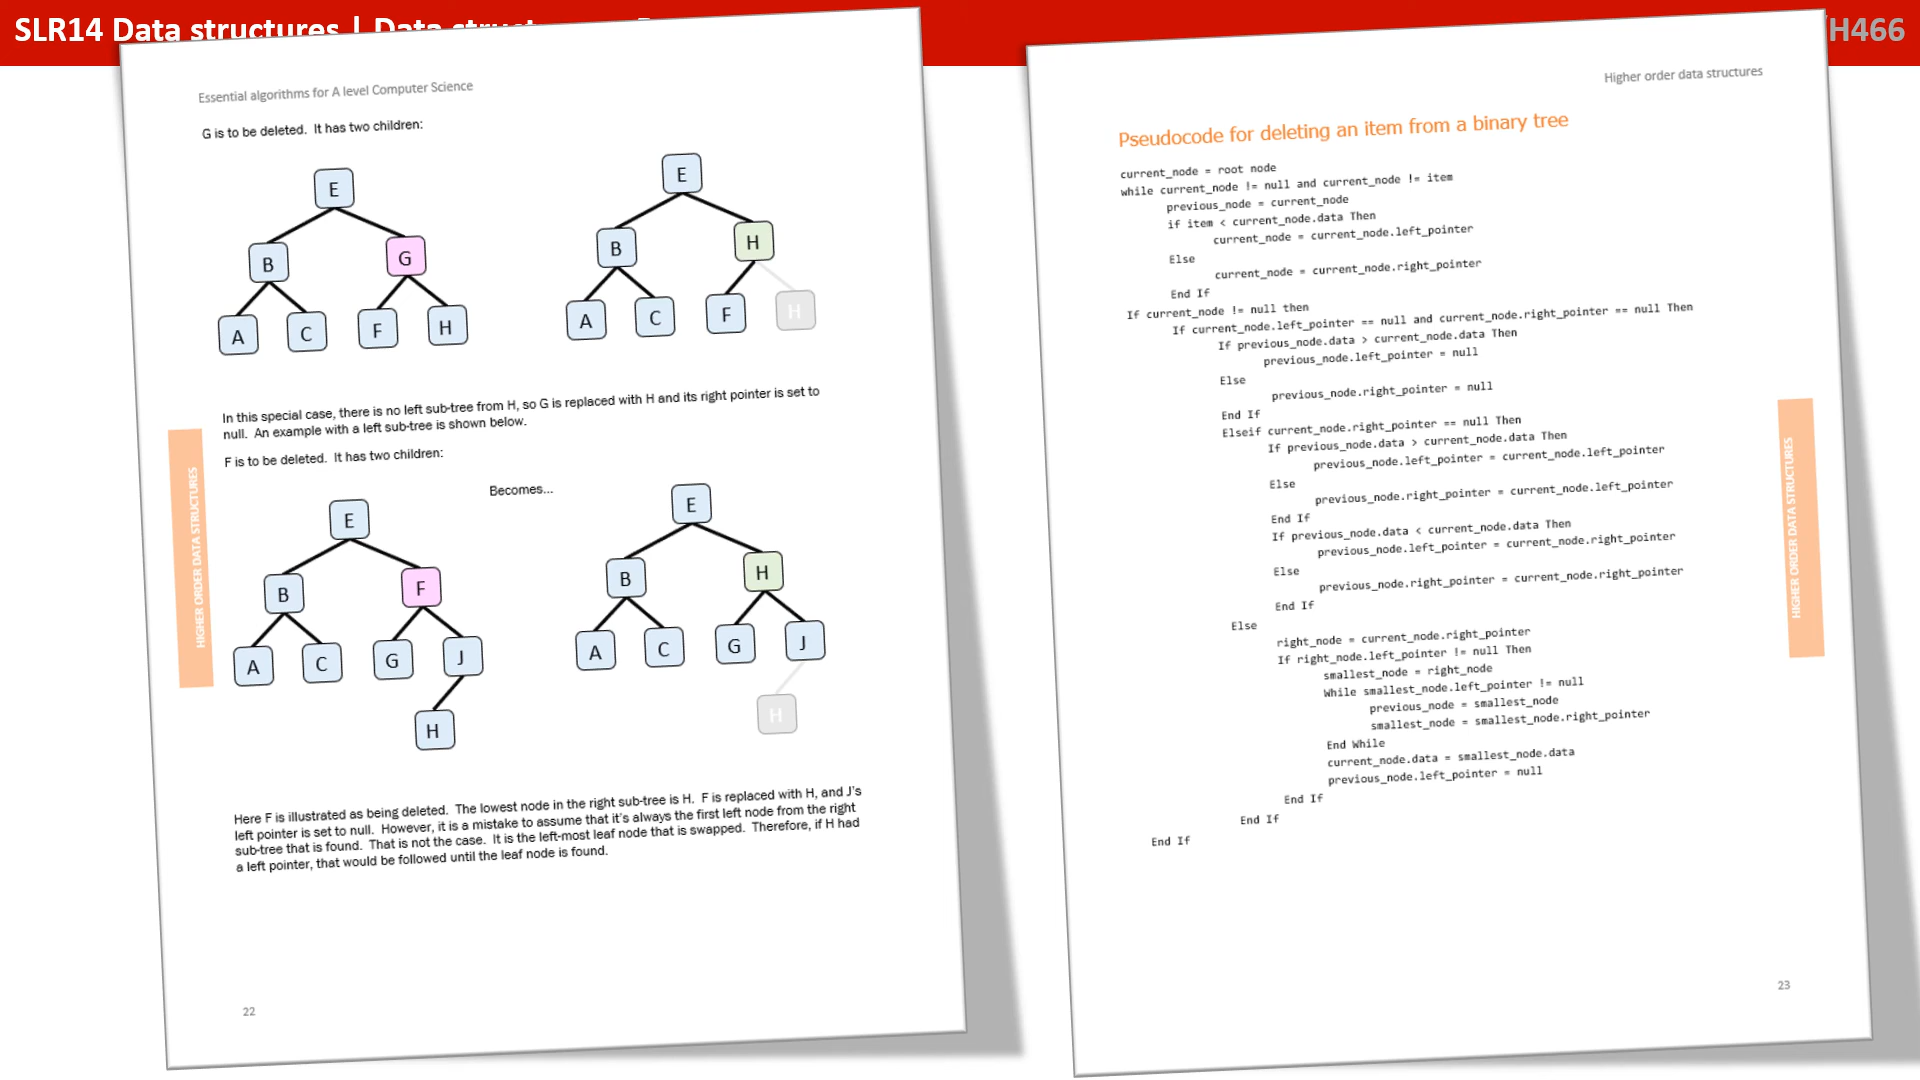 SLR14 Data structures | Data
H466
Essential algorithms for A level Computer Science
G is to be deleted. It has two children:
E
B
G
A
C
F
H
E
B
H
A
C
F
H
In this special case, there is no left sub-tree from H, so G is replaced with H and its right pointer is set to
null. An example with a left sub-tree is shown below.
F is to be deleted. It has two children:
Becomes...
E
B
F
A
C
G
J
H
E
B
H
A
C
G
J
H
Here F is illustrated as being deleted. The lowest node in the right sub-tree is H. F is replaced with H, and J's
left pointer is set to null. However, it is a mistake to assume that it's always the first left node from the right
sub-tree that is found. That is not the case. It is the left-most leaf node that is swapped. Therefore, if H had
a left pointer, that would be followed until the leaf node is found.
HIGHER ORDER DATA STRUCTURES
22
Higher order data structures
Pseudocode for deleting an item from a binary tree
current_node = root node
while current_node != null and current_node != item
previous_node = current_node
if item < current_node.data Then
current_node = current_node.left_pointer
Else
current_node = current_node.right_pointer
End If
If current_node != null then
If current_node.left_pointer == null and current_node.right_pointer == null Then
If previous_node.data > current_node.data Then
previous_node.left_pointer = null
Else
previous_node.right_pointer = null
End If
Elseif current_node.right_pointer == null Then
If previous_node.data > current_node.data Then
previous_node.left_pointer = current_node.left_pointer
Else
previous_node.right_pointer = current_node.left_pointer
End If
If previous_node.data < current_node.data Then
previous_node.left_pointer = current_node.right_pointer
Else
previous_node.right_pointer = current_node.right_pointer
End If
Else
right_node = current_node.right_pointer
If right_node.left_pointer != null Then
smallest_node = right_node
While smallest_node.left_pointer != null
previous_node = smallest_node
smallest_node = smallest_node.right_pointer
End While
current_node.data = smallest_node.data
previous_node.left_pointer = null
End If
End If
End If
HIGHER ORDER DATA STRUCTURES
23